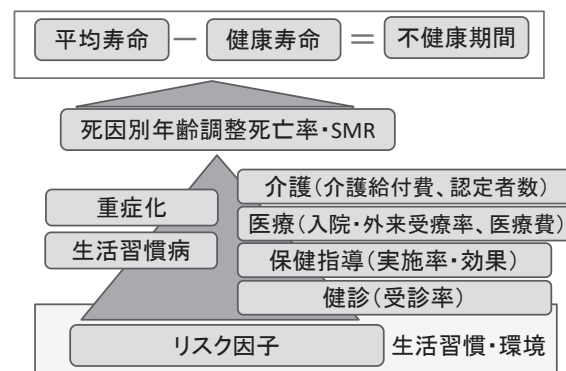 平均寿命 － 健康寿命 ＝ 不健康期間
死因別年齢調整死亡率・SMR
介護（介護給付費、認定者数）
重症化
医療（入院・外来受療率、医療費）
生活習慣病
保健指導（実施率・効果）
健診（受診率）
リスク因子
生活習慣・環境